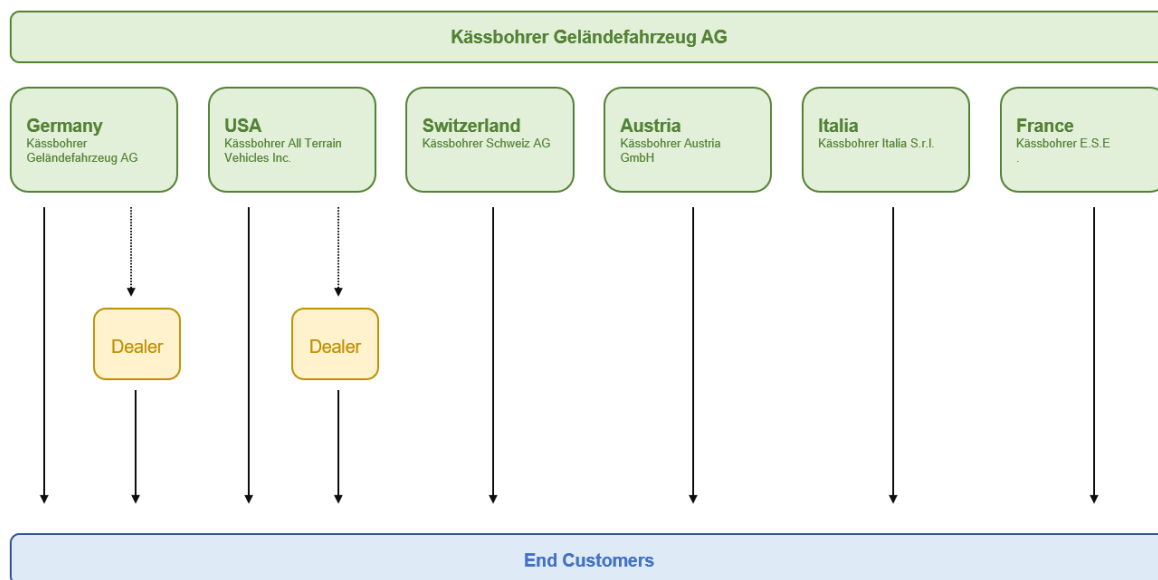 Kässbohrer Geländefahrzeug AG
Germany
Kässbohrer
Geländefahrzeug AG
USA
Kässbohrer All Terrain
Vehicles Inc.
Switzerland
Kässbohrer Schweiz AG
Austria
Kässbohrer Austria
GmbH
Italia
Kässbohrer Italia S.r.l.
France
Kässbohrer E.S.E
.
Dealer
Dealer
End Customers